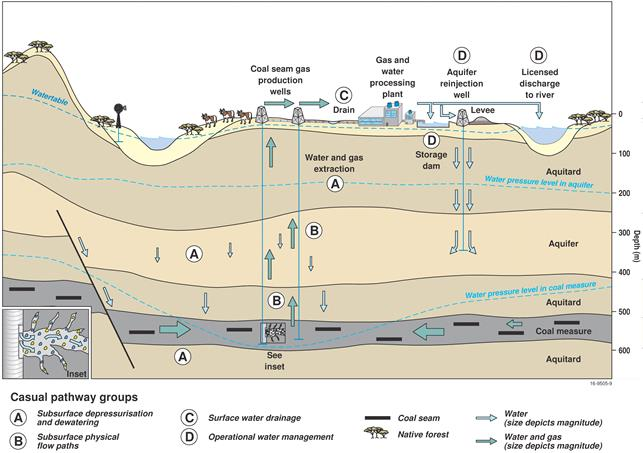 D
D
Coal seam gas
production
wells
Gas and
water
processing
plant
Aquifer
reinjection
well
Licensed
discharge
to river
C
Drain
Levee
Watertable
D
Storage
dam
Water and gas
extraction
A
Aquitard
Water pressure level in aquifer
B
A
Aquifer
Water pressure level in coal measure
B
Aquitard
Coal measure
A
See
inset
Aquitard
Inset
0
100
200
300
400
500
600
Depth (m)
16-9505-9
Casual pathway groups
A
Subsurface depressurisation
and dewatering
B
Subsurface physical
flow paths
C
Surface water drainage
D
Operational water management
Coal seam
Native forest
Water
(size depicts magnitude)
Water and gas
(size depicts magnitude)